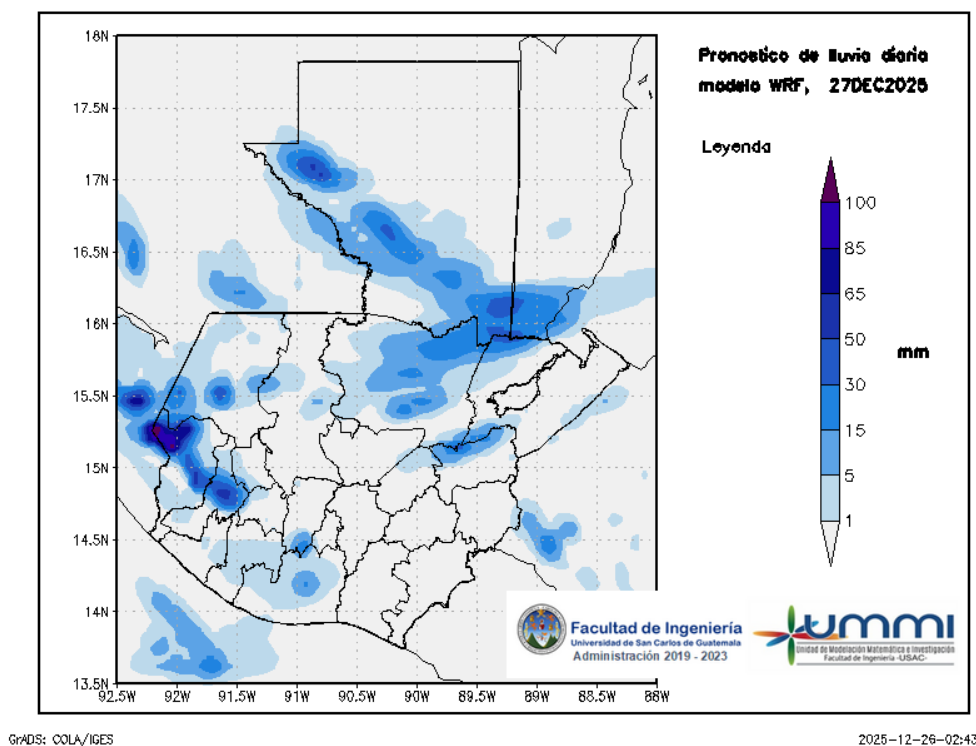 Pronostico de lluvia diaria
modelo WRF, 27DEC2025
Leyenda
100
85
65
50
30
15
5
1
mm
18N
17.5N
17N
16.5N
16N
15.5N
15N
14.5N
14N
13.5N
92.5W
92W
91.5W
91W
90.5W
90W
89.5W
89W
88.5W
88W
Facultad de Ingeniería
Universidad de San Carlos de Guatemala
Administración 2019 - 2023
ummi
Unidad de Modelación Matemática e Investigación
Facultad de Ingeniería -USAC-
GrADS: COLA/IGES
2025-12-26-02:43